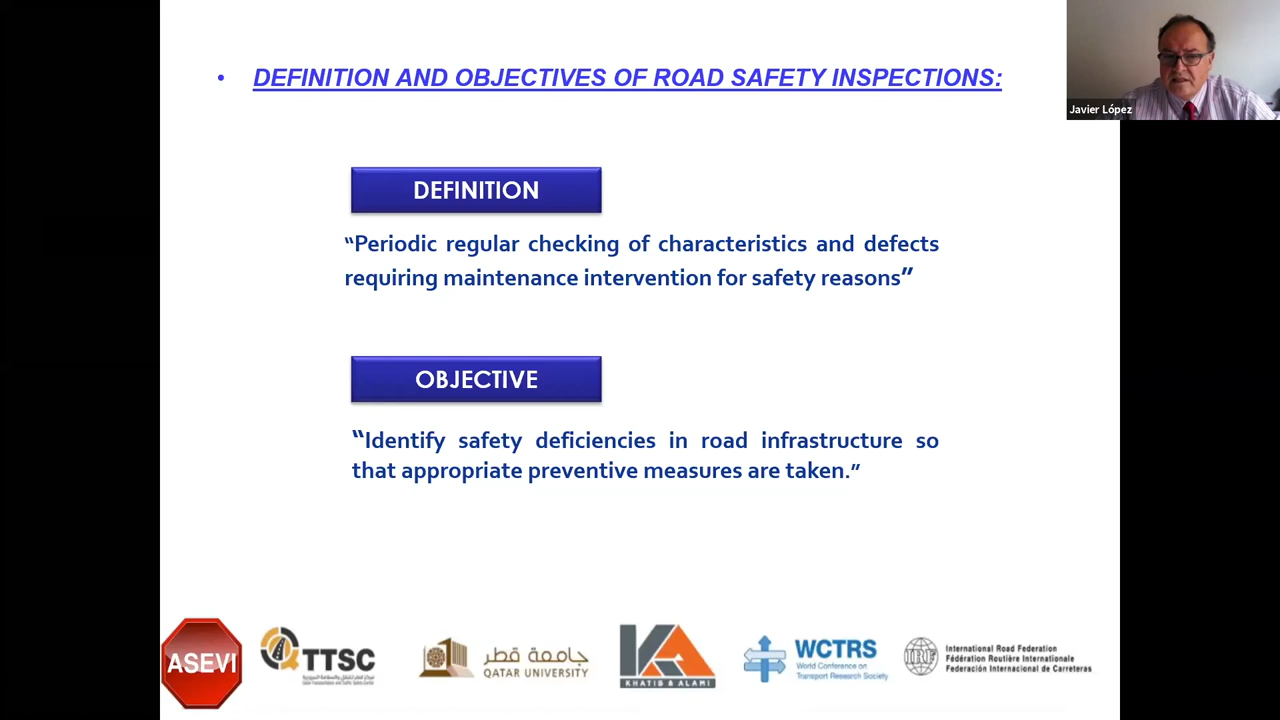 • DEFINITION AND OBJECTIVES OF ROAD SAFETY INSPECTIONS:
Javier López
DEFINITION
“Periodic regular checking of characteristics and defects
requiring maintenance intervention for safety reasons”
OBJECTIVE
“Identify safety deficiencies in road infrastructure so
that appropriate preventive measures are taken.”
ASEVI
QTTSC
جامعة قطر
QATAR UNIVERSITY
KHATIB & ALAMI
WCTRS
World Conference on
Transport Research Society
IRF
International Road Federation
Fédération Routière Internationale
Federación Internacional de Carreteras